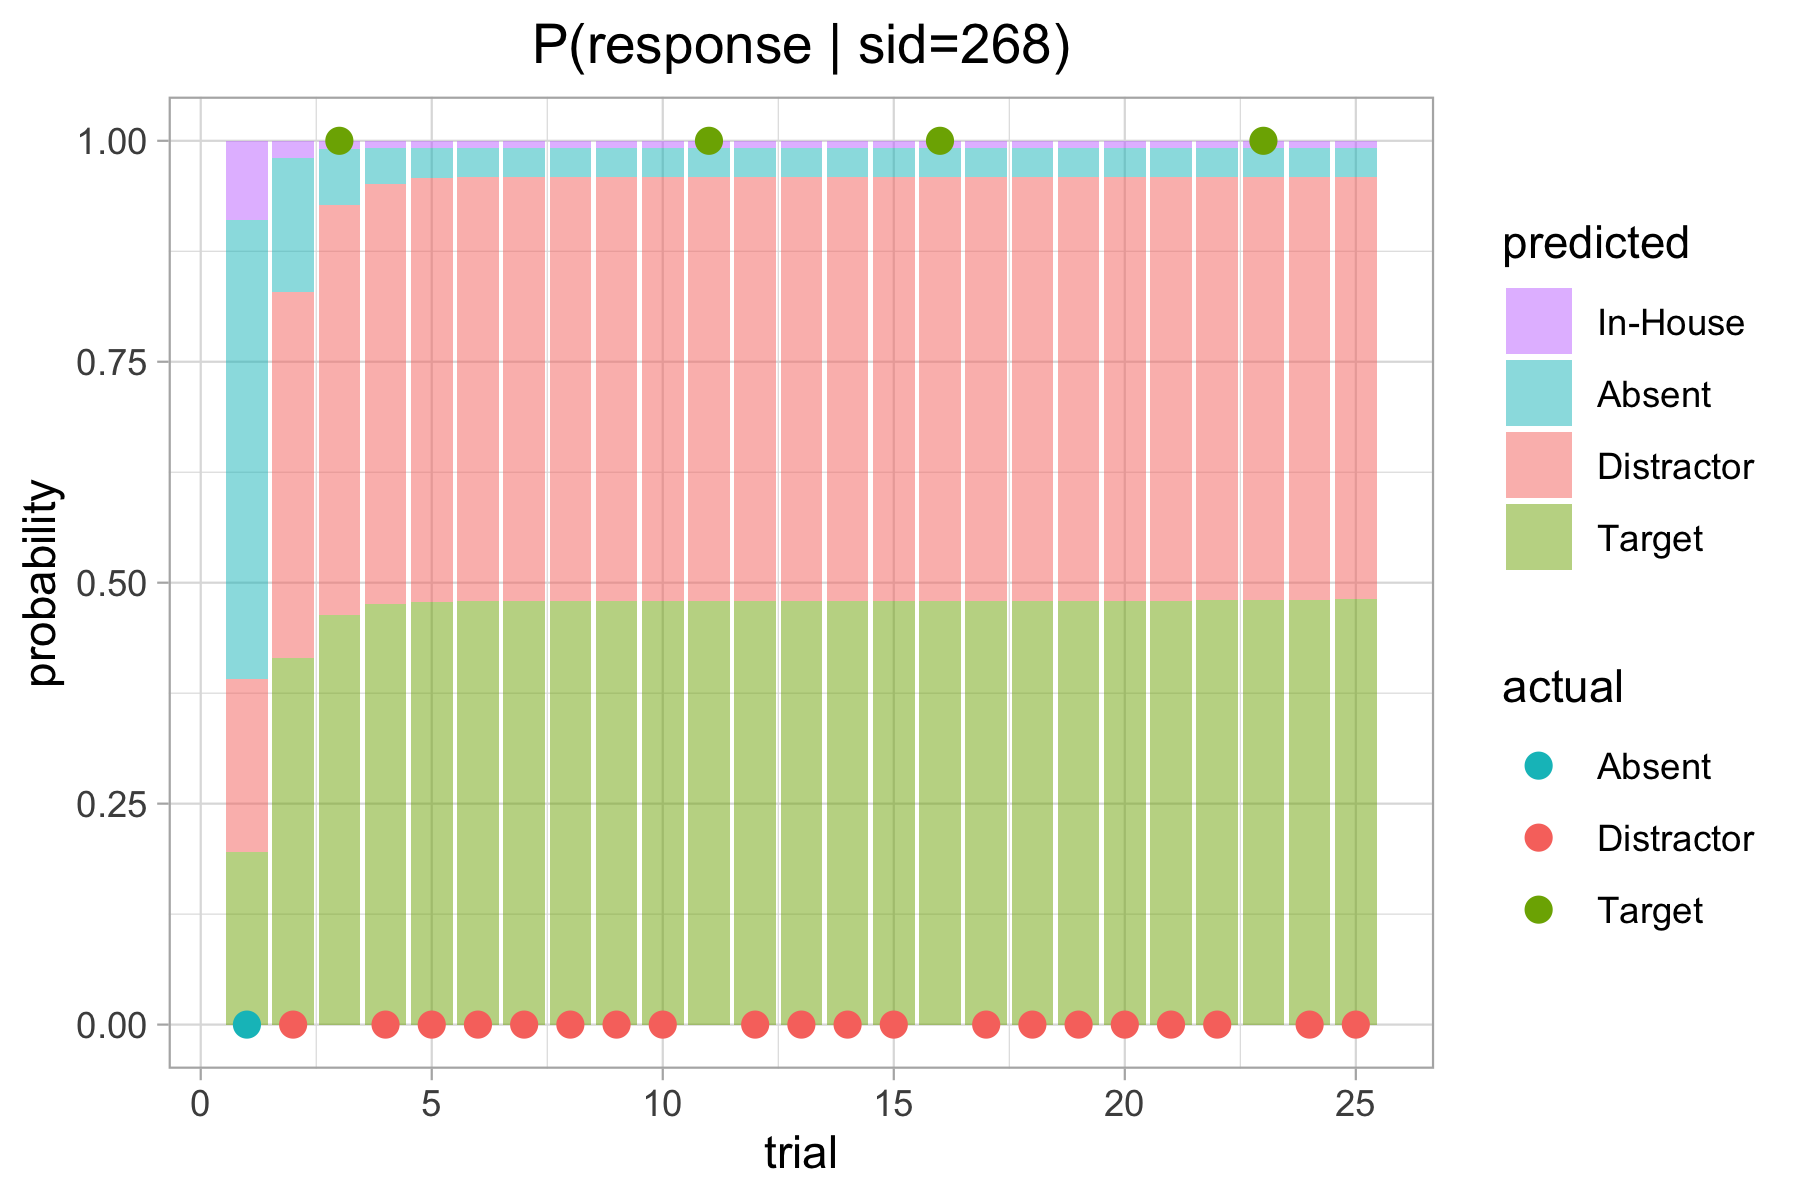 P(response | sid=268)
probability
1.00
0.75
0.50
0.25
0.00
0 5 10 15 20 25
trial
predicted
In-House
Absent
Distractor
Target
actual
Absent
Distractor
Target